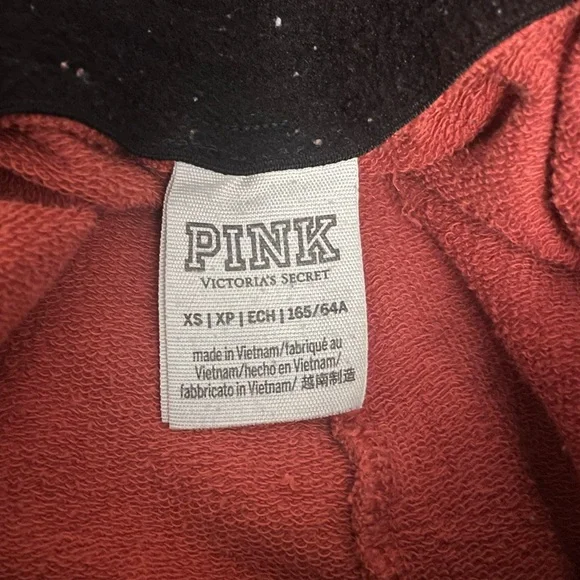 PINK
VICTORIA'S SECRET
XS | XP | ECH | 165/64A
made in Vietnam/fabriqué au
Vietnam/hecho en Vietnam/
fabbricato in Vietnam/ 越南制造